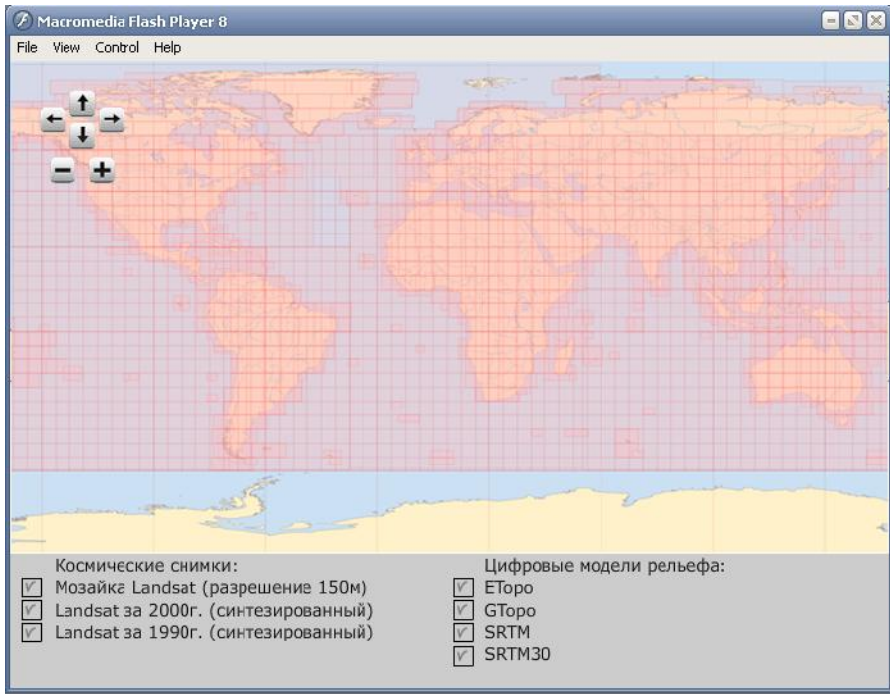 Macromedia Flash Player 8
File View Control Help
Космические снимки:
Мозайка Landsat (разрешение 150м)
Landsat за 2000г. (синтезированный)
Landsat за 1990г. (синтезированный)
Цифровые модели рельефа:
ETopo
GTopo
SRTM
SRTM30